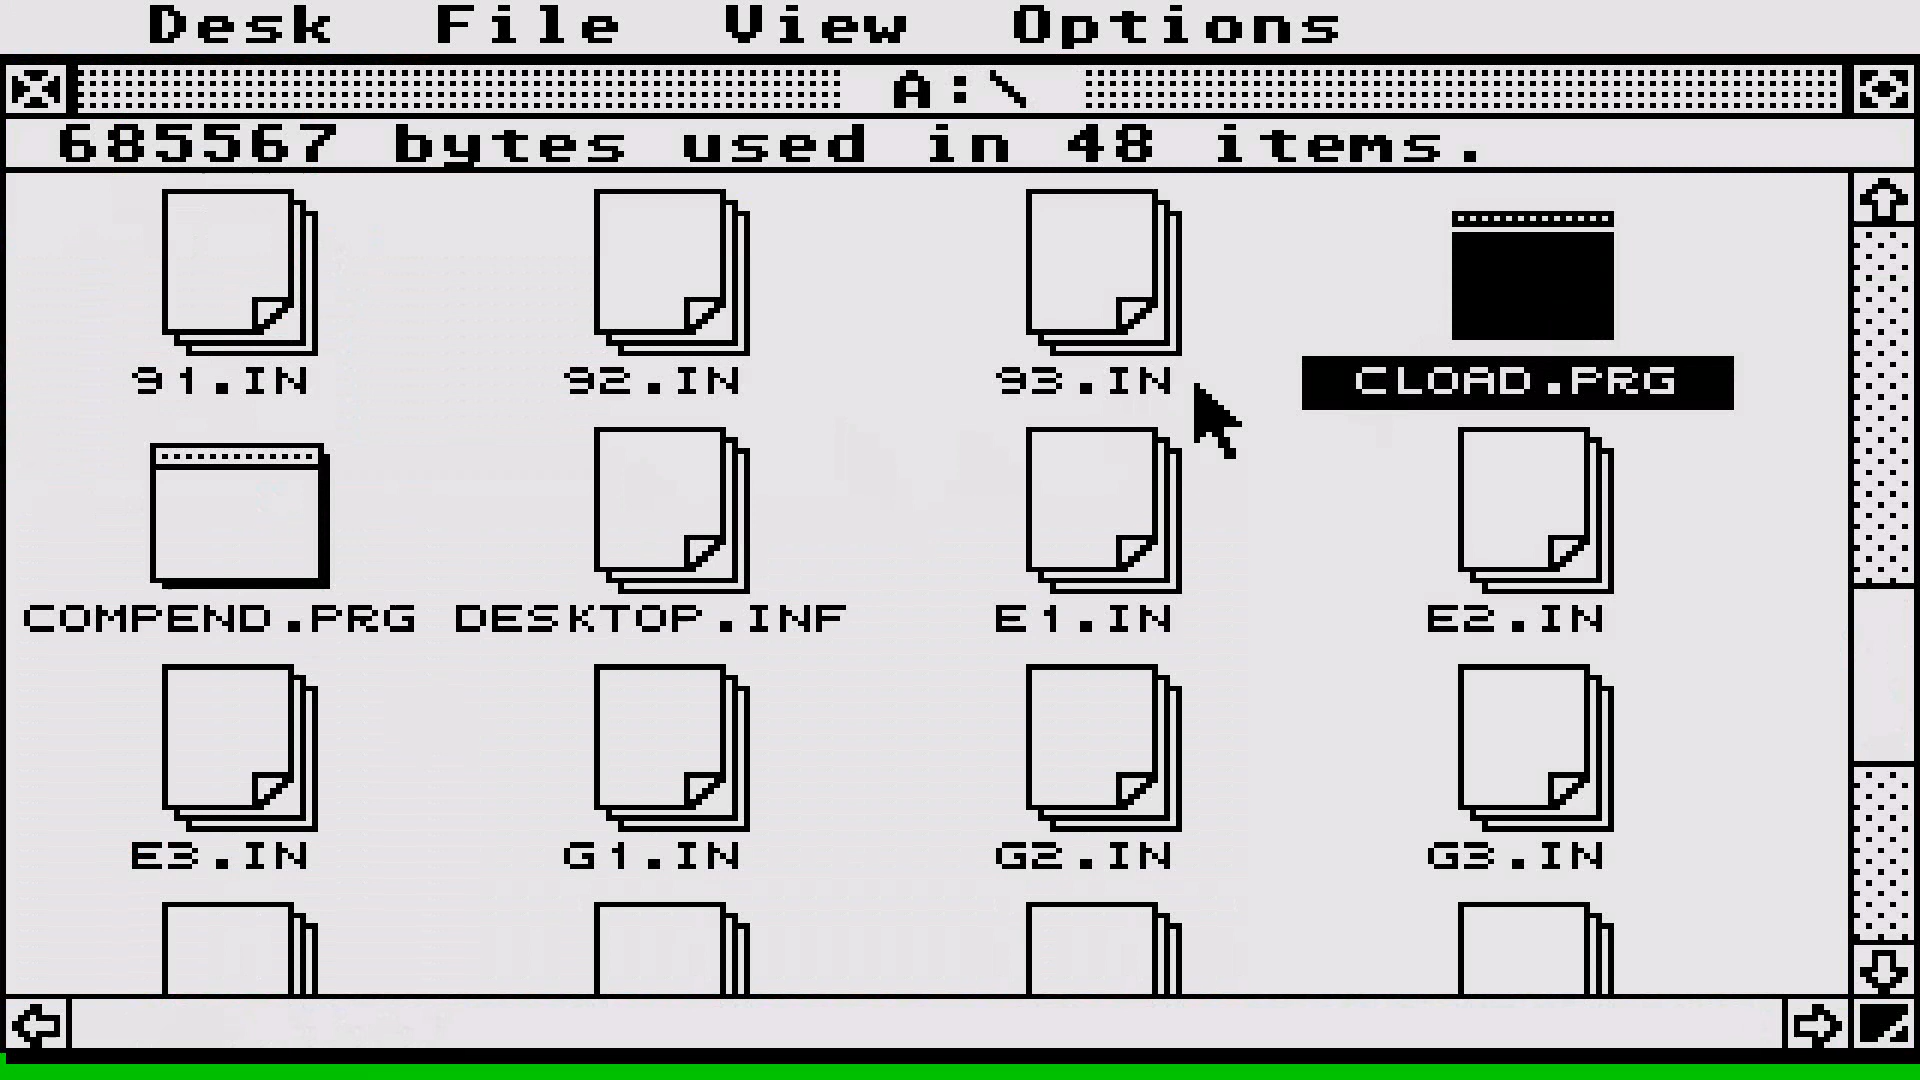 Desk File View Options
A:\
685567 bytes used in 48 items.
91.IN 92.IN 93.IN CLOAD.PRG
COMPEND.PRG DESKTOP.INF E1.IN E2.IN
E3.IN G1.IN G2.IN G3.IN